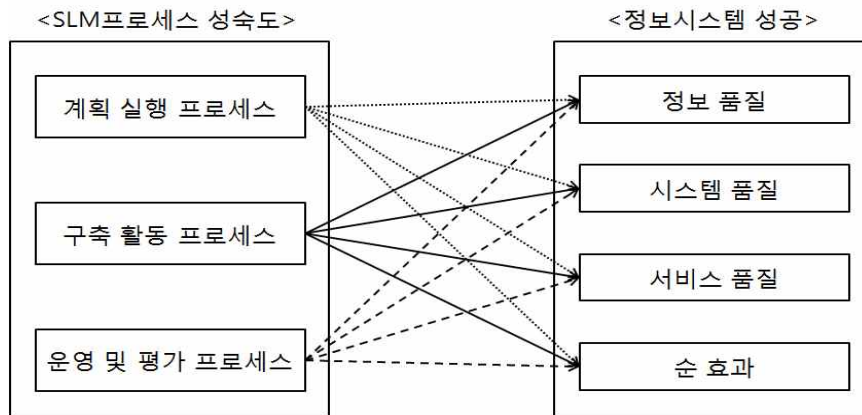 <SLM프로세스 성숙도>
<정보시스템 성공>
계획 실행 프로세스
구축 활동 프로세스
운영 및 평가 프로세스
정보 품질
시스템 품질
서비스 품질
순 효과